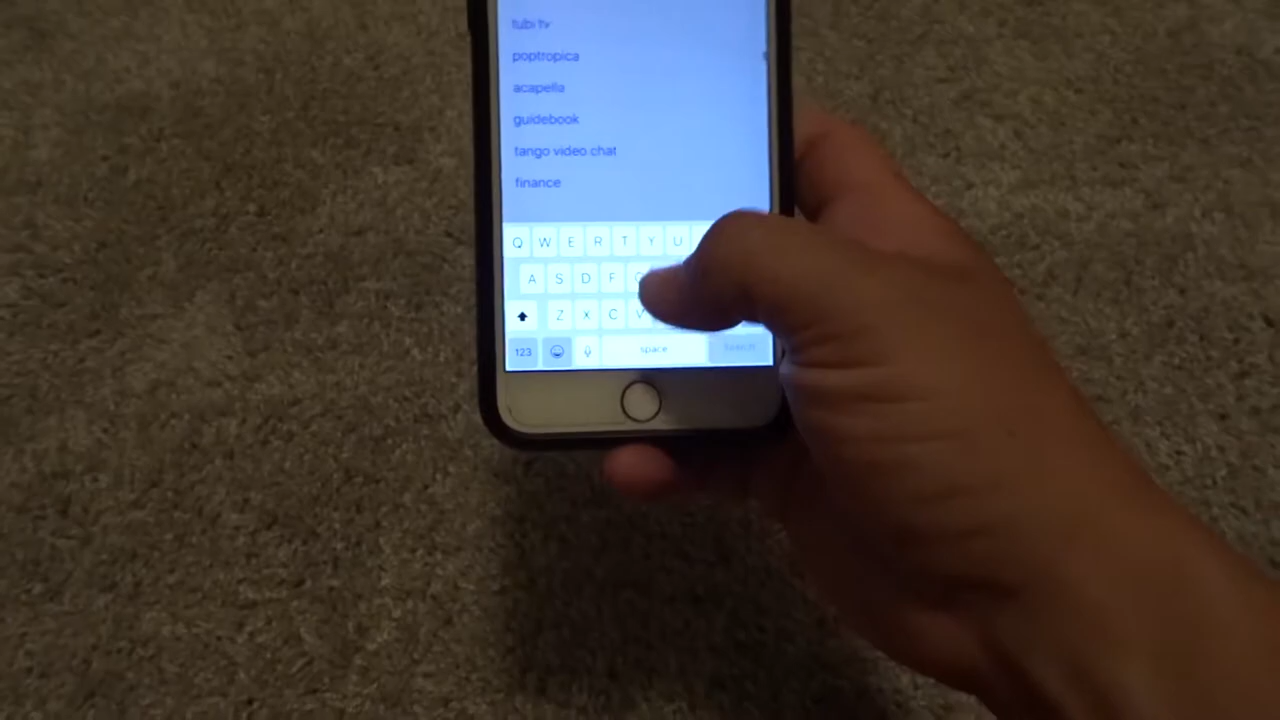 tubi tv
poptropica
acapella
guidebook
tango video chat
finance
Q W E R T Y U
A S D F
Z X C V
123 space Search